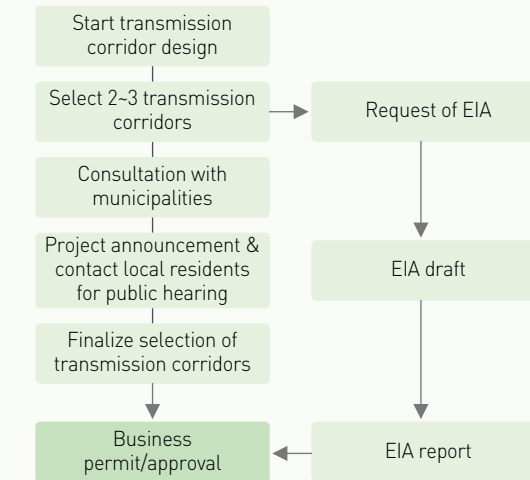 Start transmission
corridor design
Select 2~3 transmission
corridors
Request of EIA
Consultation with
municipalities
Project announcement &
contact local residents
for public hearing
EIA draft
Finalize selection of
transmission corridors
Business
permit/approval
EIA report